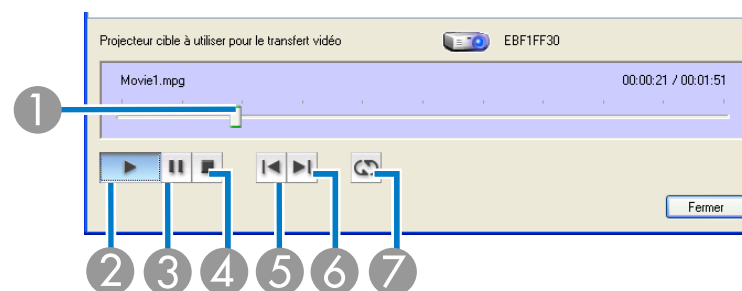 Projecteur cible à utiliser pour le transfert vidéo EBF1FF30
Movie1.mpg 00:00:21 / 00:01:51
1
Fermer
2 3 4 5 6 7